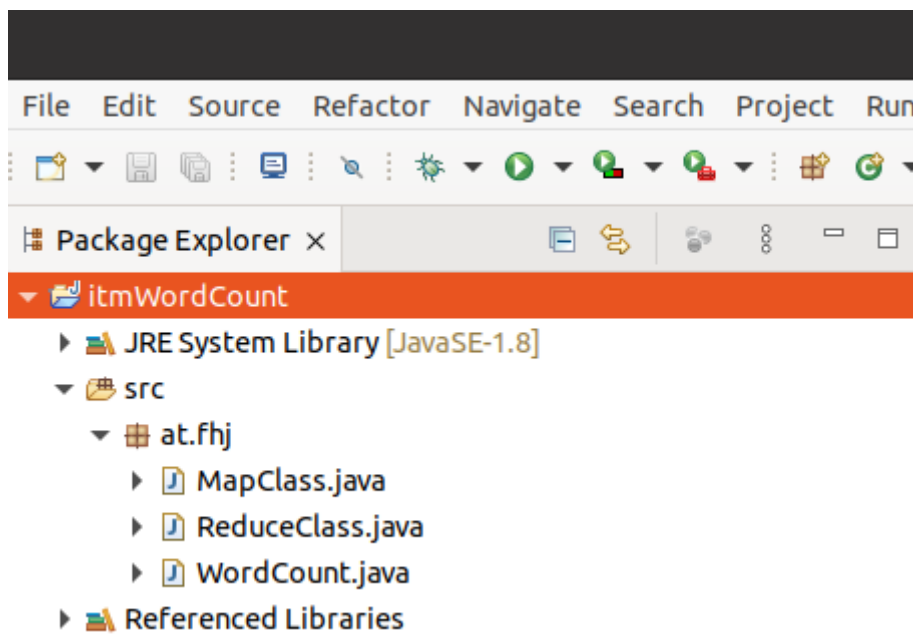 File Edit Source Refactor Navigate Search Project Run
Package Explorer
itmWordCount
JRE System Library [JavaSE-1.8]
src
at.fhj
MapClass.java
ReduceClass.java
WordCount.java
Referenced Libraries